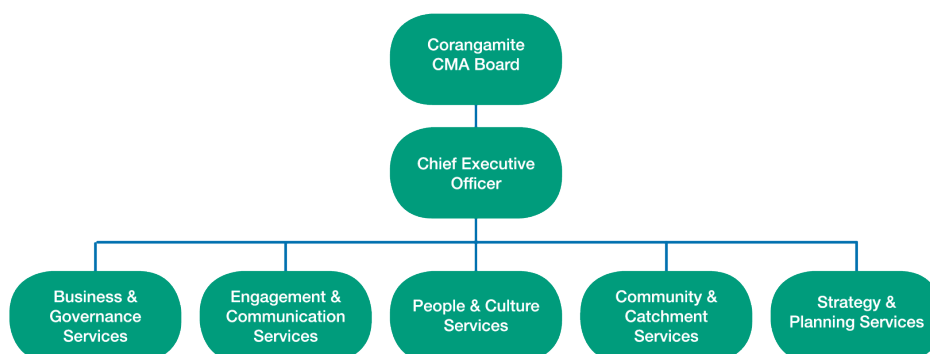 Corangamite
CMA Board
Chief Executive
Officer
Business &
Governance
Services
Engagement &
Communication
Services
People & Culture
Services
Community &
Catchment
Services
Strategy &
Planning Services